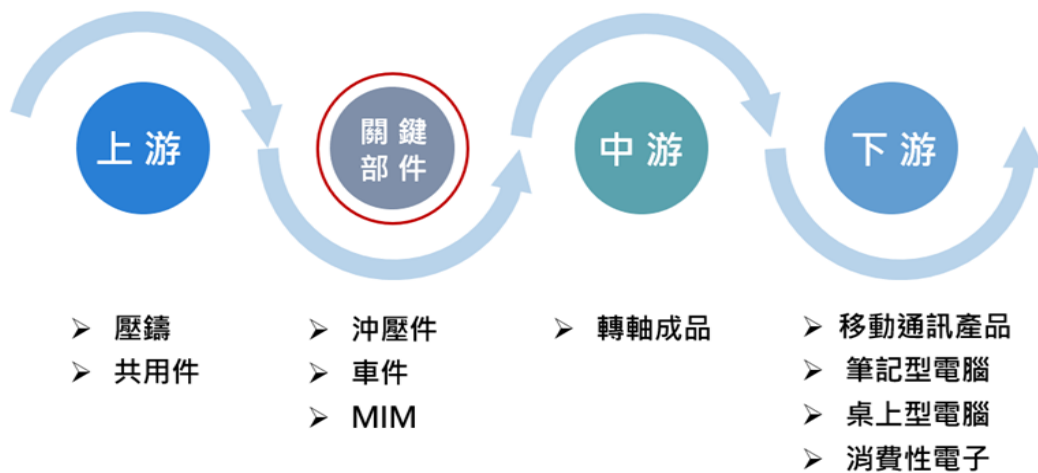 上游
關鍵
部件
中游
下游
➢ 壓鑄
➢ 共用件
➢ 沖壓件
➢ 車件
➢ MIM
➢ 轉軸成品
➢ 移動通訊產品
➢ 筆記型電腦
➢ 桌上型電腦
➢ 消費性電子